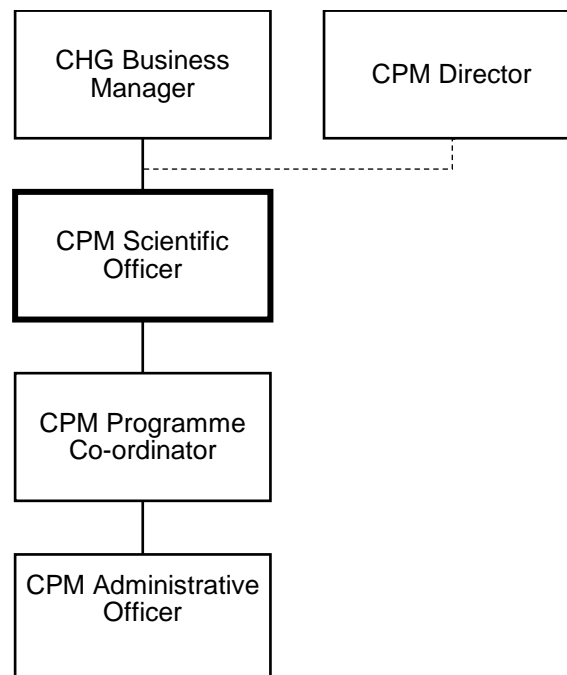 CHG Business
Manager
CPM Director
CPM Scientific
Officer
CPM Programme
Co-ordinator
CPM Administrative
Officer